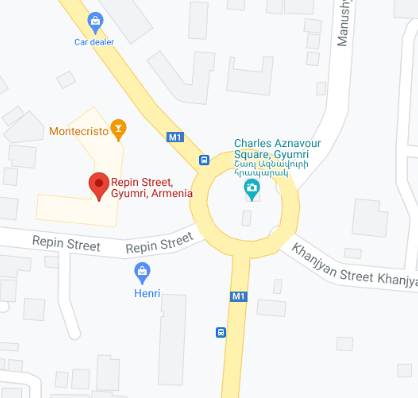 Car dealer
Manushy
Montecristo
M1
Charles Aznavour
Square, Gyumri
Շառլ Ազնավուրի
հրապարակ
Repin Street,
Gyumri, Armenia
Repin Street
Repin Street
Khanjyan Street
Khanjya
Henri
M1